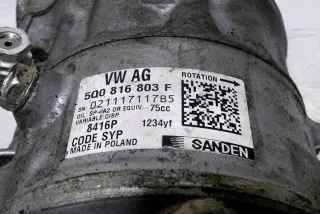 VW AG
5Q0 816 803 F
SN 021117117B5
OIL SP-A2 OR EQUIV. 75cc
VARIABLE DISP.
8416P 1234yf
CODE SYP
MADE IN POLAND
ROTATION
SANDEN